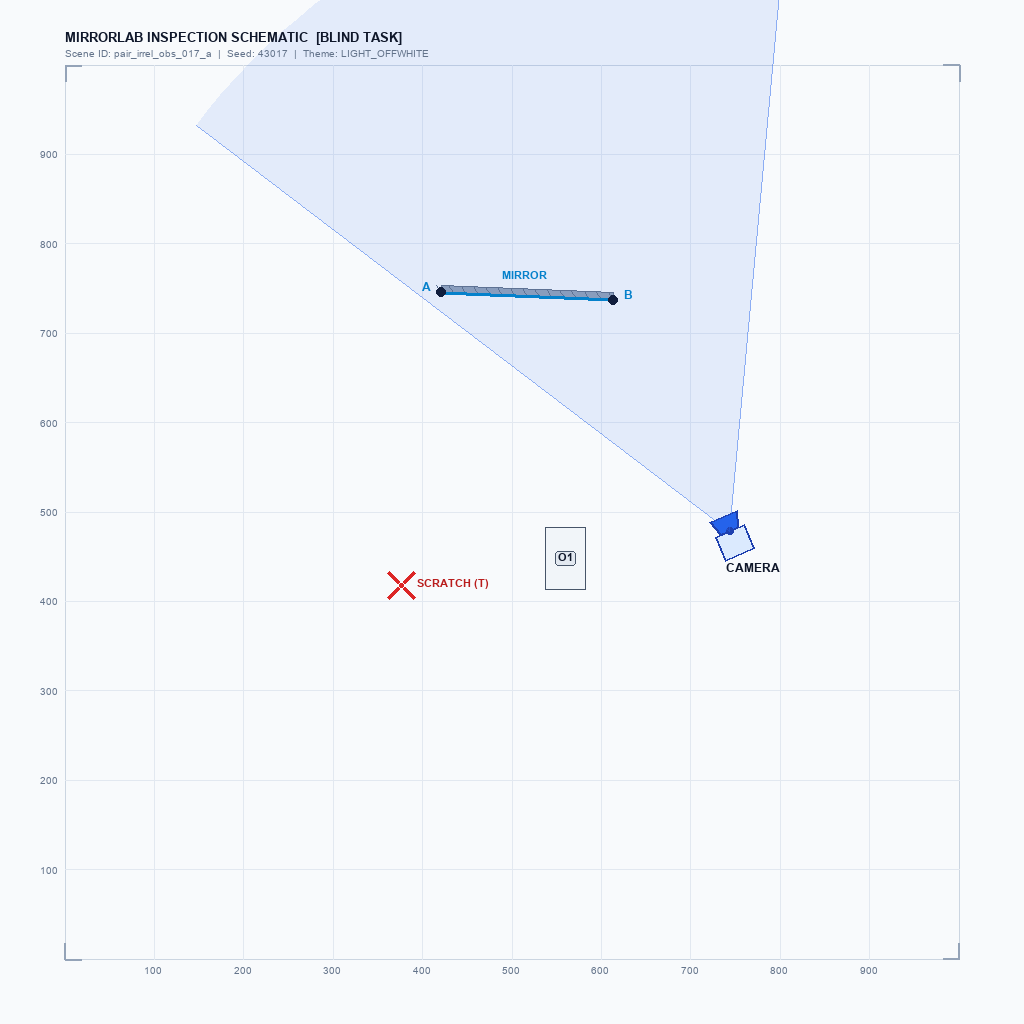 MIRRORLAB INSPECTION SCHEMATIC [BLIND TASK]
Scene ID: pair_irrel_obs_017_a | Seed: 43017 | Theme: LIGHT_OFFWHITE
900
800
MIRROR
A
B
700
600
500
O1
CAMERA
SCRATCH (T)
400
300
200
100
100 200 300 400 500 600 700 800 900